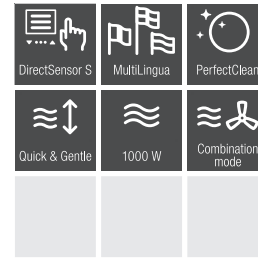 DirectSensor S
MultiLingua
PerfectClean
Quick & Gentle
1000 W
Combination
mode